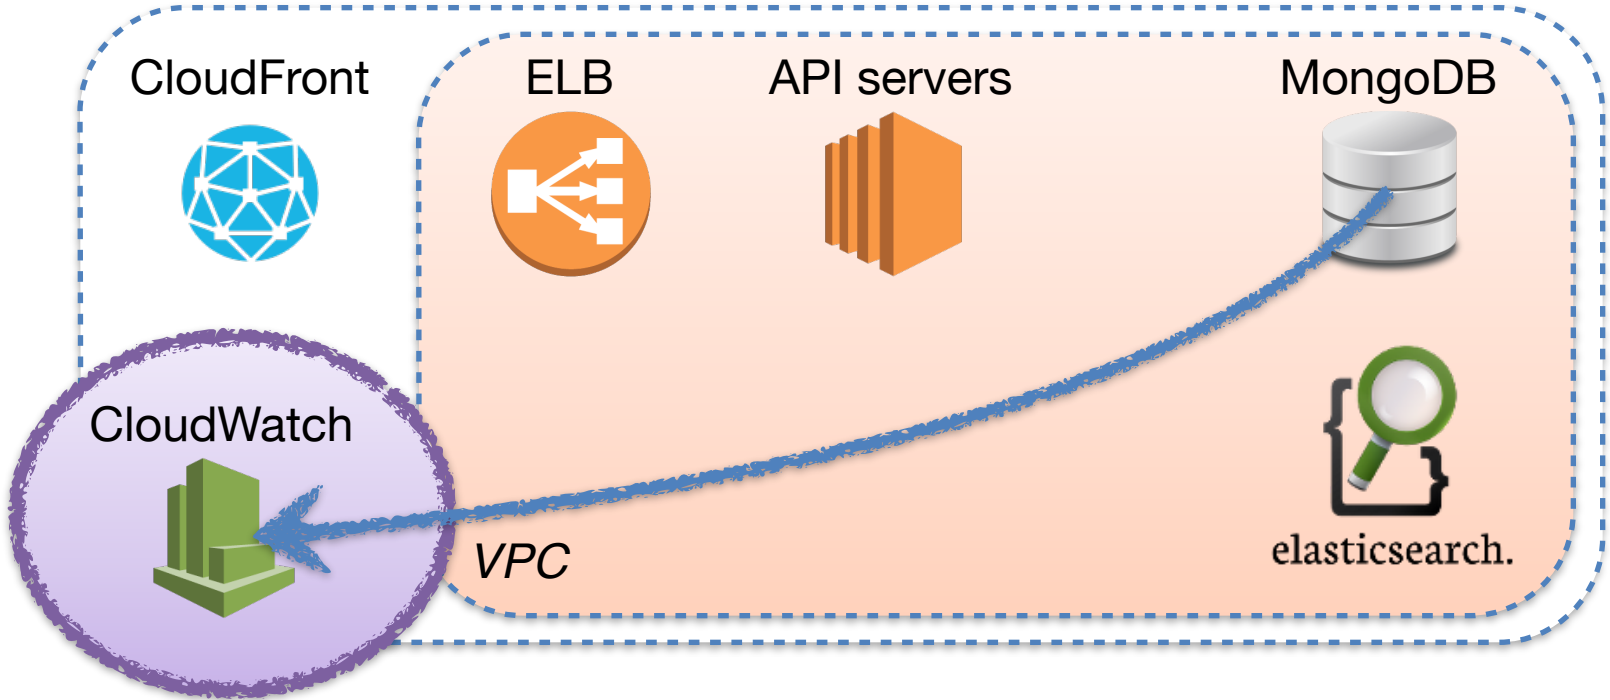 CloudFront
ELB
API servers
MongoDB
CloudWatch
VPC
elasticsearch.